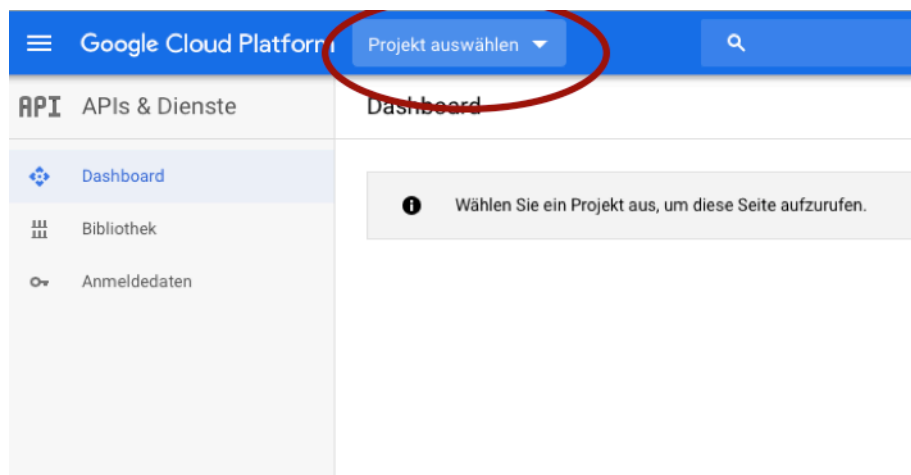 Google Cloud Platform Projekt auswählen
API APIs & Dienste
Dashboard
Dashboard
Wählen Sie ein Projekt aus, um diese Seite aufzurufen.
Bibliothek
Anmeldedaten